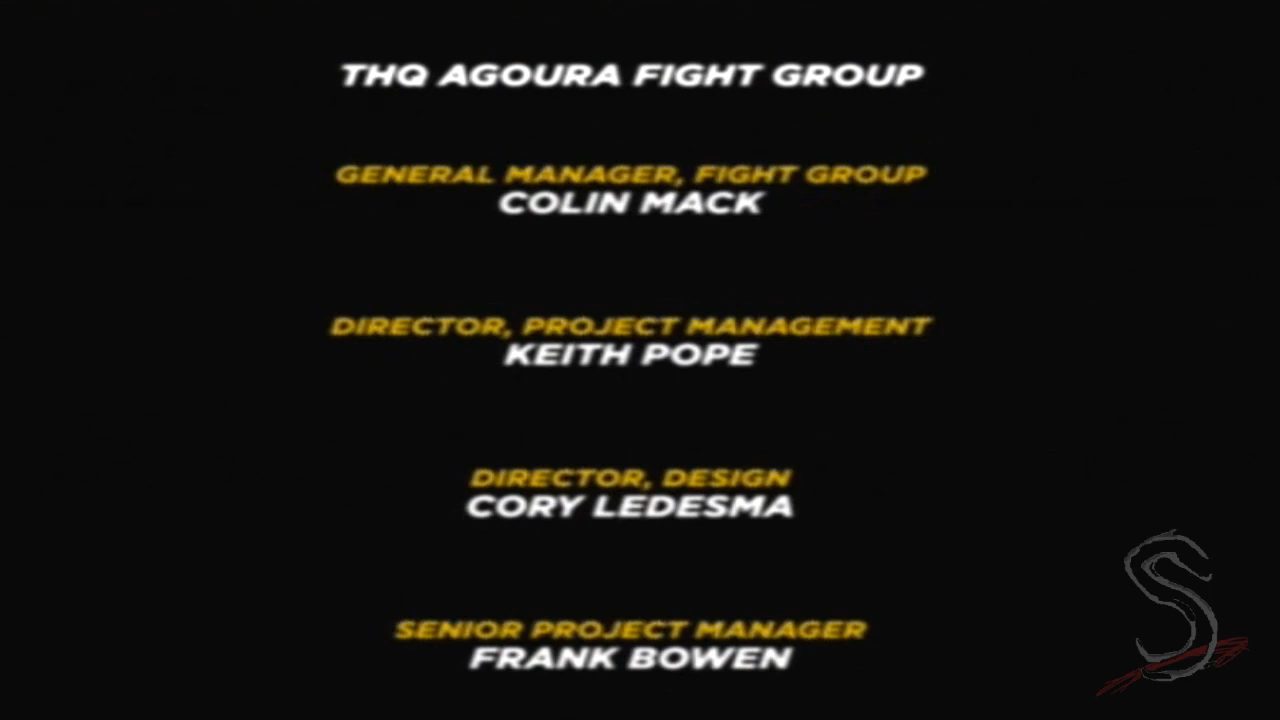 THQ AGOURA FIGHT GROUP
GENERAL MANAGER, FIGHT GROUP
COLIN MACK
DIRECTOR, PROJECT MANAGEMENT
KEITH POPE
DIRECTOR, DESIGN
CORY LEDESMA
SENIOR PROJECT MANAGER
FRANK BOWEN
S